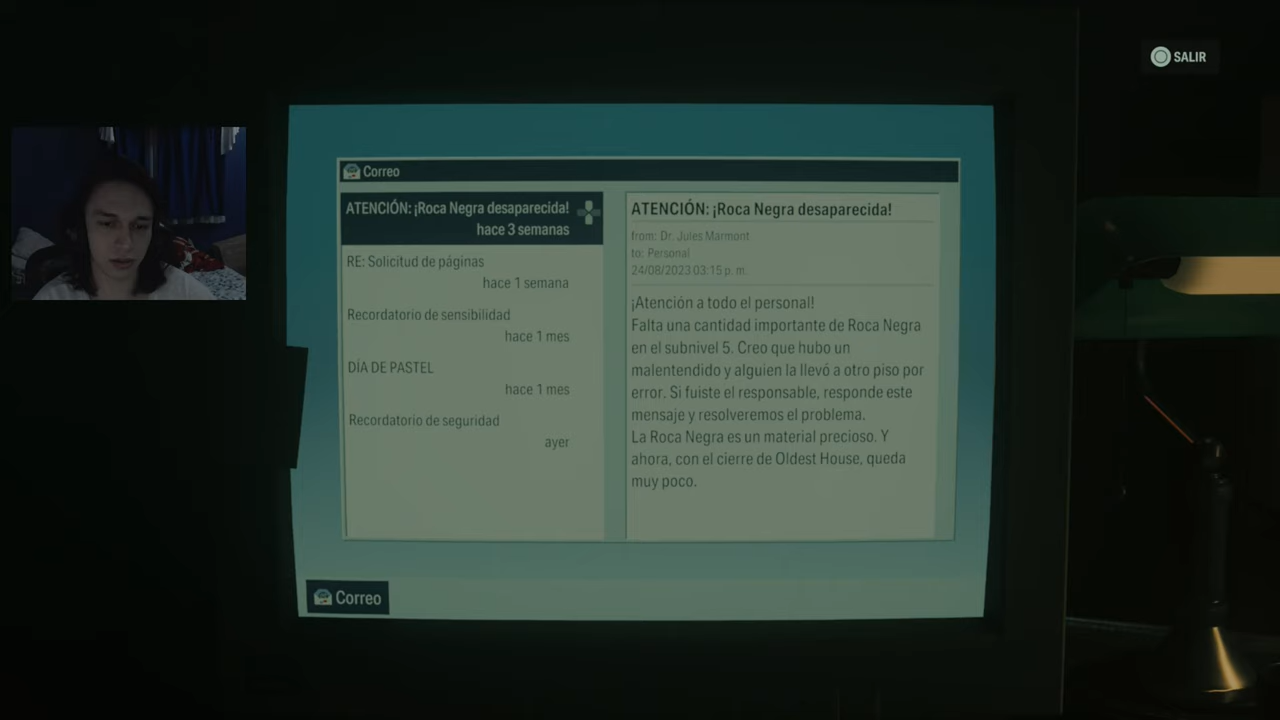 SALIR
Correo
ATENCIÓN: ¡Roca Negra desaparecida!
hace 3 semanas
RE: Solicitud de páginas
hace 1 semana
Recordatorio de sensibilidad
hace 1 mes
DÍA DE PASTEL
hace 1 mes
Recordatorio de seguridad
ayer
ATENCIÓN: ¡Roca Negra desaparecida!
from: Dr. Jules Marmont
to: Personal
24/08/2023 03:15 p. m.
¡Atención a todo el personal!
Falta una cantidad importante de Roca Negra
en el subnivel 5. Creo que hubo un
malentendido y alguien la llevó a otro piso por
error. Si fuiste el responsable, responde este
mensaje y resolveremos el problema.
La Roca Negra es un material precioso. Y
ahora, con el cierre de Oldest House, queda
muy poco.
Correo